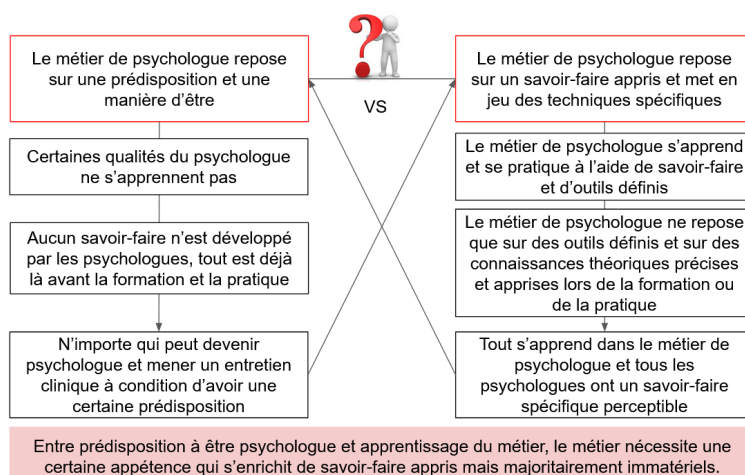 Le métier de psychologue repose
sur une prédisposition et une
manière d'être
VS
Le métier de psychologue repose
sur un savoir-faire appris et met en
jeu des techniques spécifiques
Certaines qualités du psychologue
ne s'apprennent pas
Aucun savoir-faire n'est développé
par les psychologues, tout est déjà
là avant la formation et la pratique
N'importe qui peut devenir
psychologue et mener un entretien
clinique à condition d'avoir une
certaine prédisposition
Le métier de psychologue s'apprend
et se pratique à l'aide de savoir-faire
et d'outils définis
Le métier de psychologue ne repose
que sur des outils définis et sur des
connaissances théoriques précises
et apprises lors de la formation ou
de la pratique
Tout s'apprend dans le métier de
psychologue et tous les
psychologues ont un savoir-faire
spécifique perceptible
Entre prédisposition à être psychologue et apprentissage du métier, le métier nécessite une
certaine appétence qui s'enrichit de savoir-faire appris mais majoritairement immatériels.